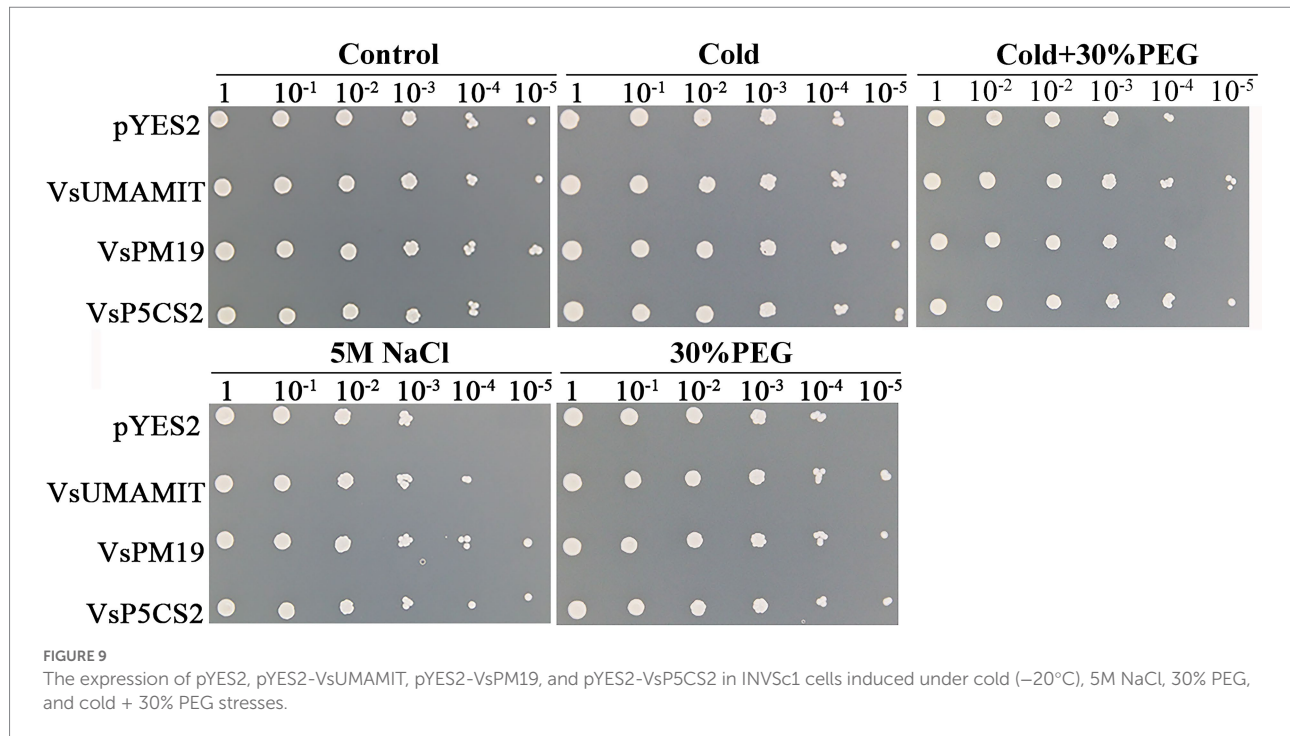 Control Cold Cold+30%PEG
1 10⁻¹ 10⁻² 10⁻³ 10⁻⁴ 10⁻⁵ 1 10⁻¹ 10⁻² 10⁻³ 10⁻⁴ 10⁻⁵ 1 10⁻² 10⁻² 10⁻³ 10⁻⁴ 10⁻⁵
pYES2
VsUMAMIT
VsPM19
VsP5CS2
5M NaCl 30%PEG
1 10⁻¹ 10⁻² 10⁻³ 10⁻⁴ 10⁻⁵ 1 10⁻¹ 10⁻² 10⁻³ 10⁻⁴ 10⁻⁵
pYES2
VsUMAMIT
VsPM19
VsP5CS2
FIGURE 9
The expression of pYES2, pYES2-VsUMAMIT, pYES2-VsPM19, and pYES2-VsP5CS2 in INVSc1 cells induced under cold (−20°C), 5M NaCl, 30% PEG,
and cold + 30% PEG stresses.